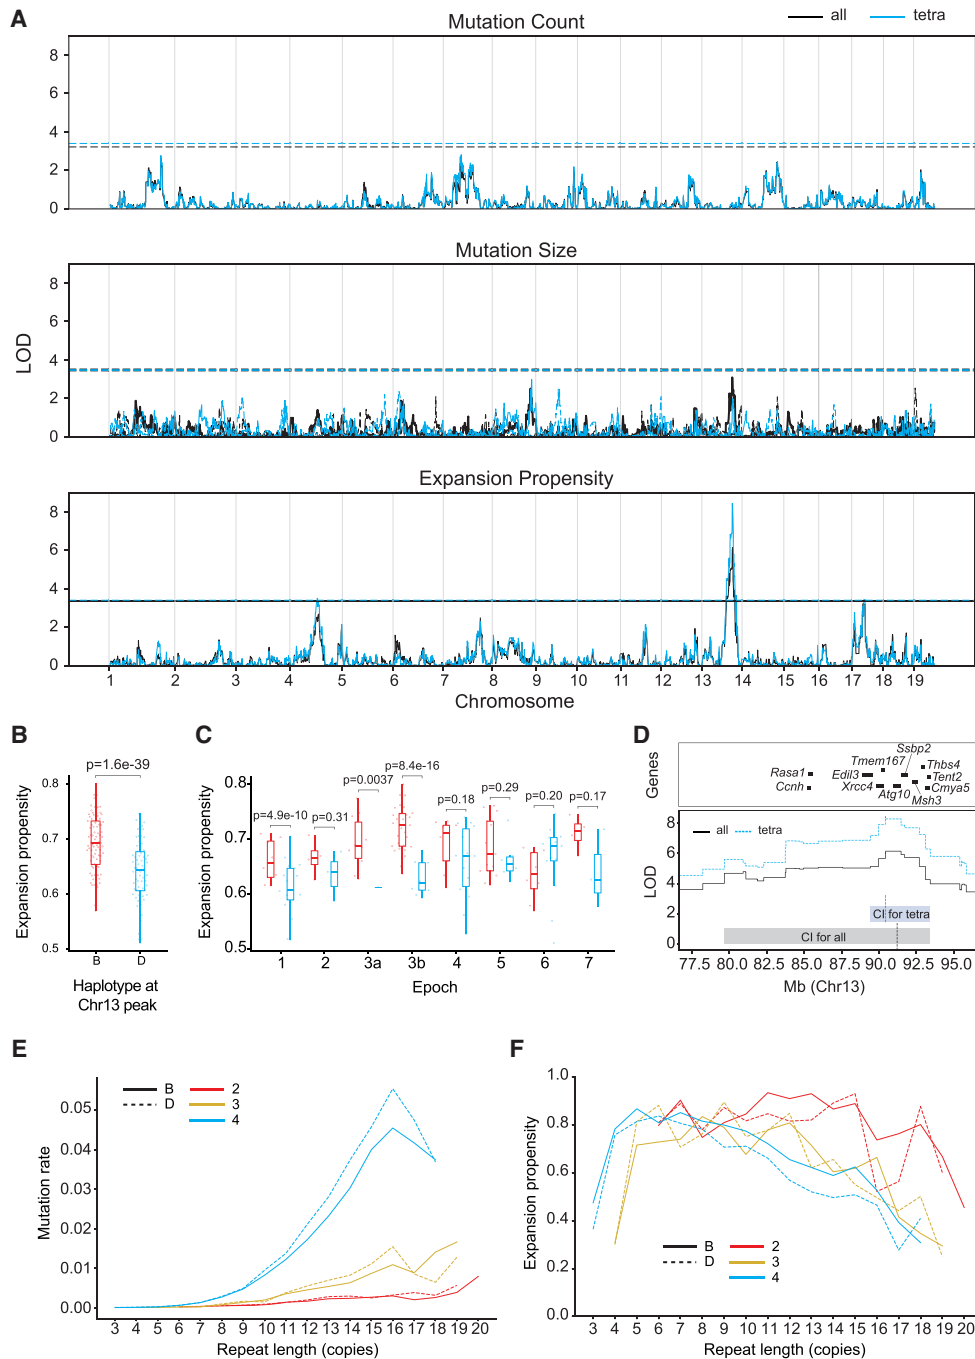 A
Mutation Count
all
tetra
8
6
4
2
0
Mutation Size
8
6
4
2
0
LOD
Expansion Propensity
8
6
4
2
0
1 2 3 4 5 6 7 8 9 10 11 12 13 14 15 16 17 18 19
Chromosome
B
p=1.6e-39
0.8
0.7
0.6
0.5
Expansion propensity
B D
Haplotype at
Chr13 peak
C
p=4.9e-10
p=0.31
p=0.0037
p=8.4e-16
p=0.18
p=0.29
p=0.20
p=0.17
0.8
0.7
0.6
0.5
Expansion propensity
1 2 3a 3b 4 5 6 7
Epoch
D
Genes
Ssbp2
Tmem167
Thbs4
Rasa1
Edil3
Tent2
Ccnh
Xrcc4
Cmya5
Atg10
Msh3
all
tetra
8
6
4
2
0
LOD
CI for tetra
CI for all
77.5 80.0 82.5 85.0 87.5 90.0 92.5 95.0
Mb (Chr13)
E
B
D
2
3
4
0.05
0.04
0.03
0.02
0.01
0.00
Mutation rate
3 4 5 6 7 8 9 10 11 12 13 14 15 16 17 18 19 20
Repeat length (copies)
F
1.0
0.8
0.6
0.4
0.2
0.0
Expansion propensity
B
D
2
3
4
3 4 5 6 7 8 9 10 11 12 13 14 15 16 17 18 19 20
Repeat length (copies)